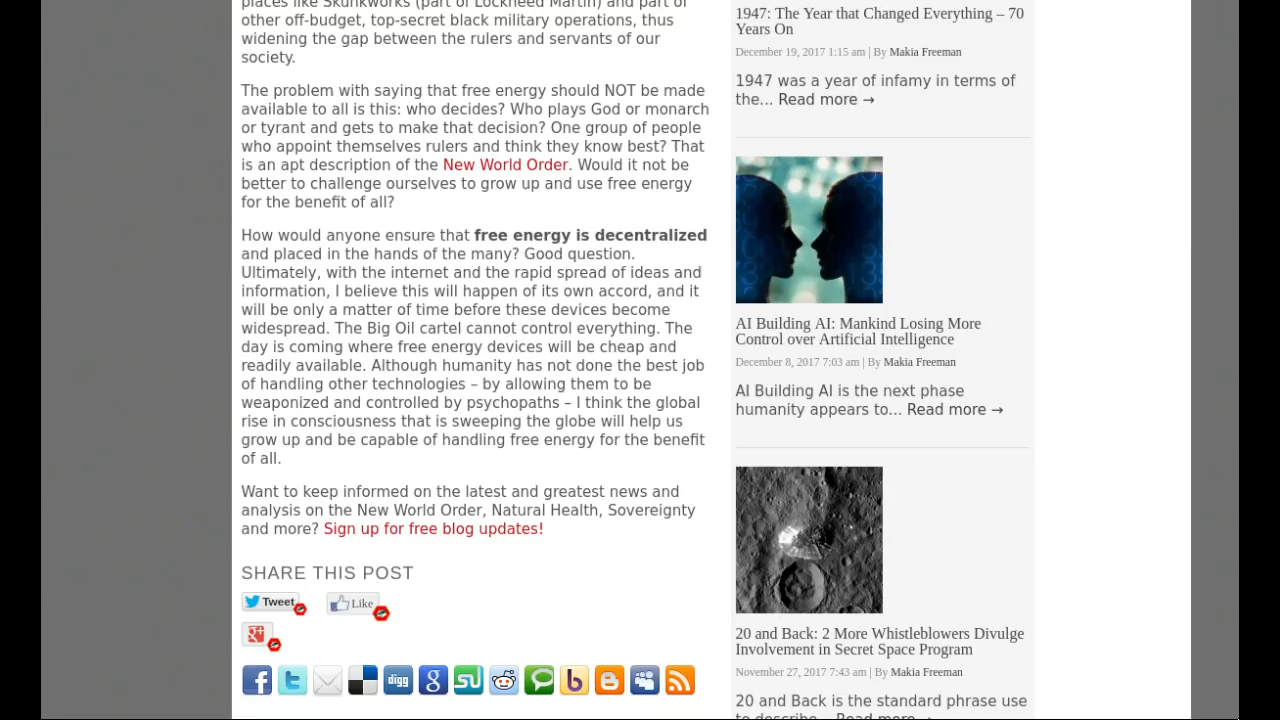 places like Skunkworks (part of Lockheed Martin) and part of
other off-budget, top-secret black military operations, thus
widening the gap between the rulers and servants of our
society.
The problem with saying that free energy should NOT be made
available to all is this: who decides? Who plays God or monarch
or tyrant and gets to make that decision? One group of people
who appoint themselves rulers and think they know best? That
is an apt description of the New World Order. Would it not be
better to challenge ourselves to grow up and use free energy
for the benefit of all?
How would anyone ensure that free energy is decentralized
and placed in the hands of the many? Good question.
Ultimately, with the internet and the rapid spread of ideas and
information, I believe this will happen of its own accord, and it
will be only a matter of time before these devices become
widespread. The Big Oil cartel cannot control everything. The
day is coming where free energy devices will be cheap and
readily available. Although humanity has not done the best job
of handling other technologies – by allowing them to be
weaponized and controlled by psychopaths – I think the global
rise in consciousness that is sweeping the globe will help us
grow up and be capable of handling free energy for the benefit
of all.
Want to keep informed on the latest and greatest news and
analysis on the New World Order, Natural Health, Sovereignty
and more? Sign up for free blog updates!
SHARE THIS POST
Tweet
Like
g+
digg
1947: The Year that Changed Everything – 70
Years On
December 19, 2017 1:15 am | By Makia Freeman
1947 was a year of infamy in terms of
the... Read more →
AI Building AI: Mankind Losing More
Control over Artificial Intelligence
December 8, 2017 7:03 am | By Makia Freeman
AI Building AI is the next phase
humanity appears to... Read more →
20 and Back: 2 More Whistleblowers Divulge
Involvement in Secret Space Program
November 27, 2017 7:43 am | By Makia Freeman
20 and Back is the standard phrase use
to describe... Read more →